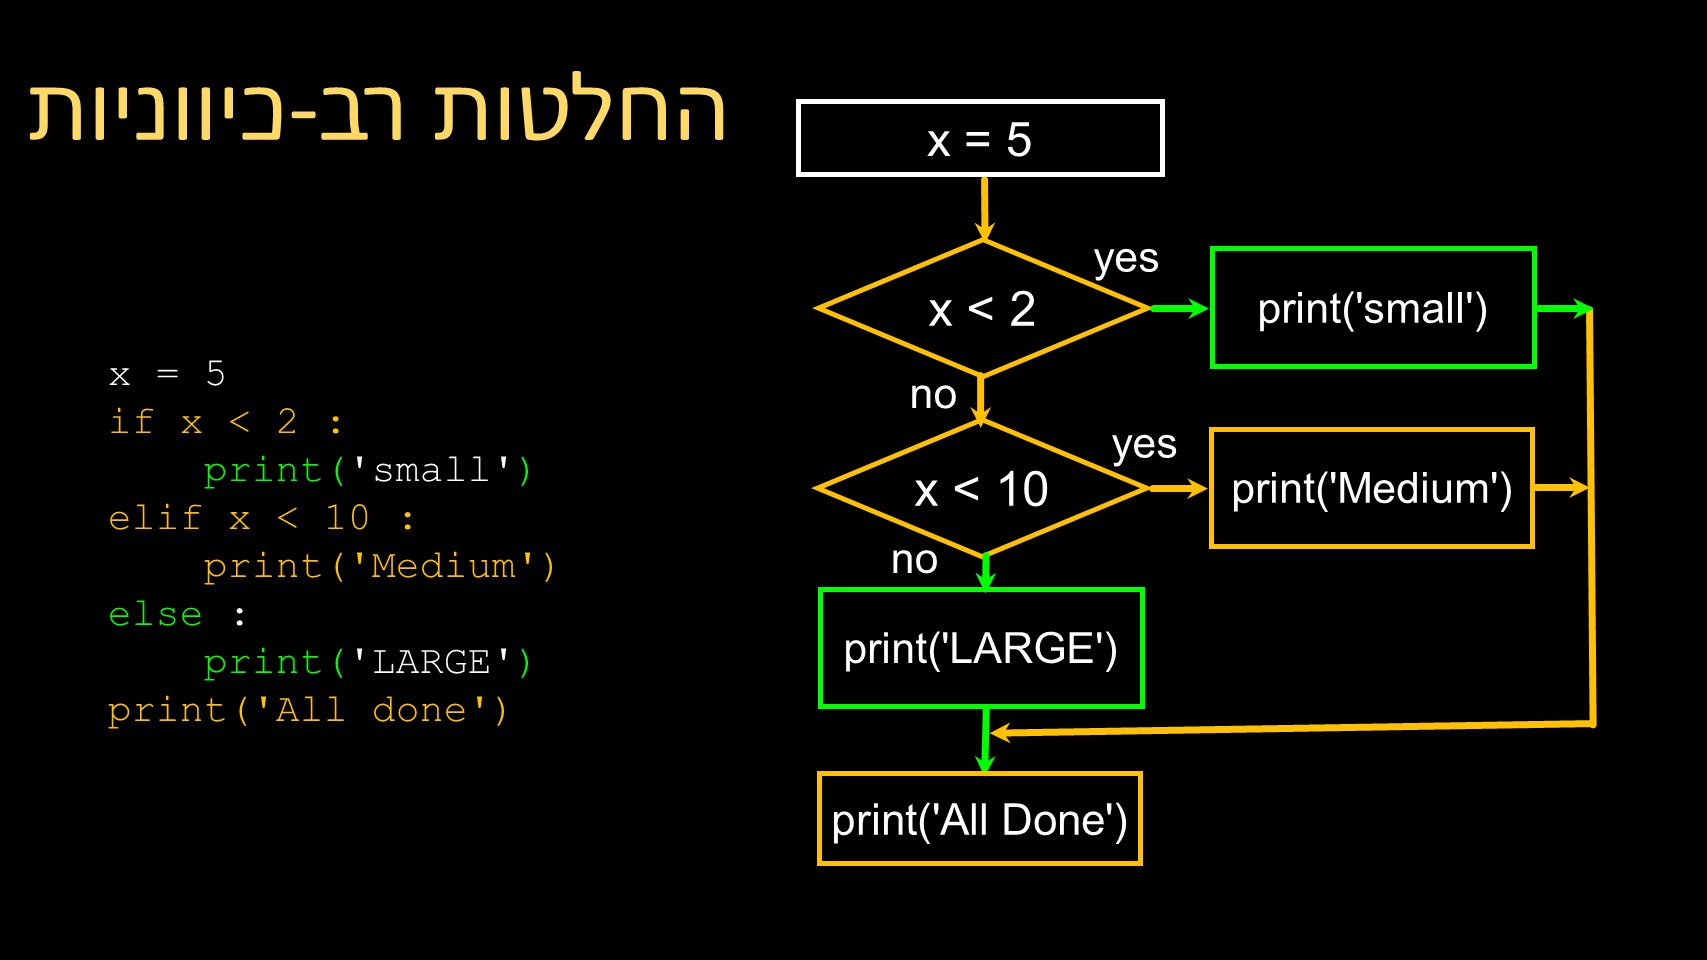 החלטות רב-כיווניות
x = 5
if x < 2 :
    print('small')
elif x < 10 :
    print('Medium')
else :
    print('LARGE')
print('All done')
x = 5
x < 2
yes
print('small')
no
x < 10
yes
print('Medium')
no
print('LARGE')
print('All Done')